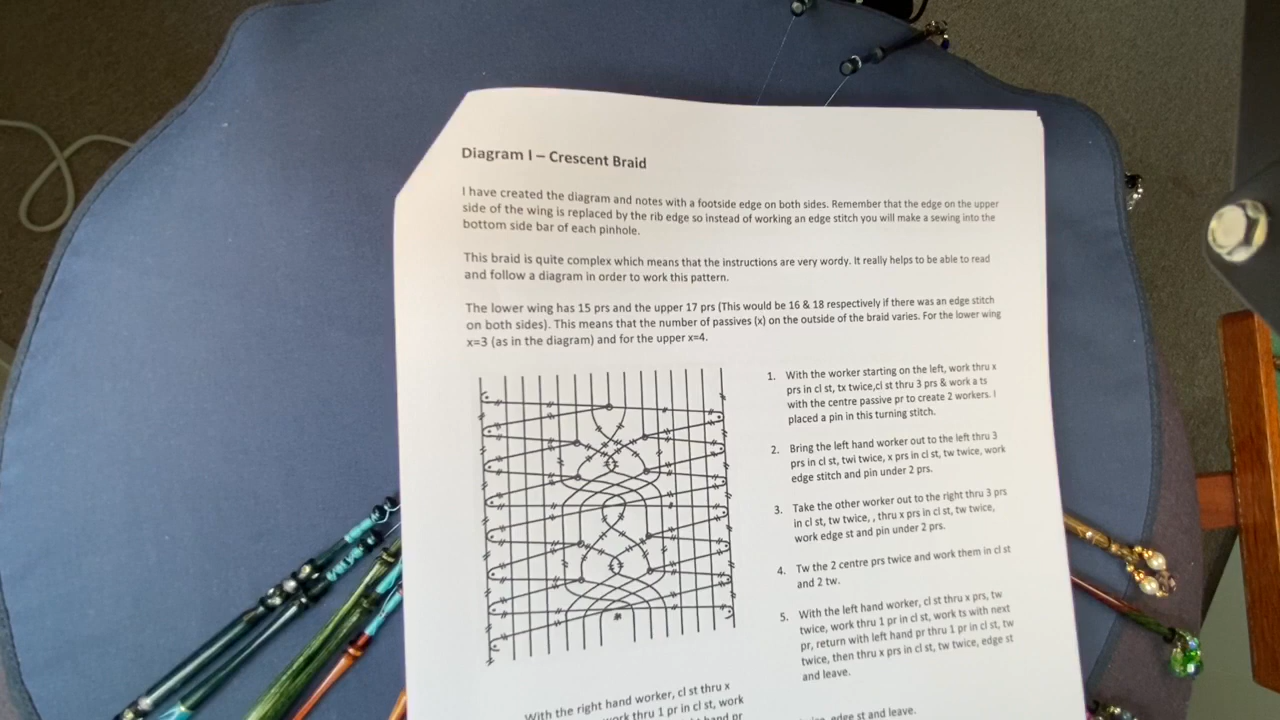 Diagram I – Crescent Braid
I have created the diagram and notes with a footside edge on both sides. Remember that the edge on the upper
side of the wing is replaced by the rib edge so instead of working an edge stitch you will make a sewing into the
bottom side bar of each pinhole.
This braid is quite complex which means that the instructions are very wordy. It really helps to be able to read
and follow a diagram in order to work this pattern.
The lower wing has 15 prs and the upper 17 prs (This would be 16 & 18 respectively if there was an edge stitch
on both sides). This means that the number of passives (x) on the outside of the braid varies. For the lower wing
x=3 (as in the diagram) and for the upper x=4.
1. With the worker starting on the left, work thru x
prs in cl st, tx twice,cl st thru 3 prs & work a ts
with the centre passive pr to create 2 workers. I
placed a pin in this turning stitch.
2. Bring the left hand worker out to the left thru 3
prs in cl st, twi twice, x prs in cl st, tw twice, work
edge stitch and pin under 2 prs.
3. Take the other worker out to the right thru 3 prs
in cl st, tw twice, , thru x prs in cl st, tw twice,
work edge st and pin under 2 prs.
4. Tw the 2 centre prs twice and work them in cl st
and 2 tw.
5. With the left hand worker, cl st thru x prs, tw
twice, work thru 1 pr in cl st, work ts with next
pr, return with left hand pr thru 1 pr in cl st, tw
twice, then thru x prs in cl st, tw twice, edge st
and leave.
With the right hand worker, cl st thru x
work thru 1 pr in cl st, work
hand pr
edge st and leave.